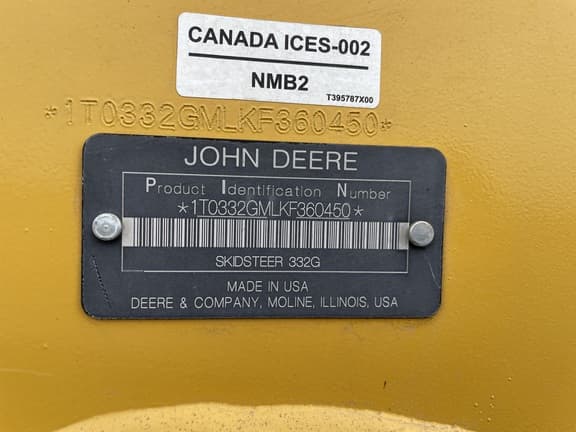 CANADA ICES-002
NMB2
T395787X00
*1T0332GMLKF360450*
JOHN DEERE
Product Identification Number
*1T0332GMLKF360450*
SKIDSTEER 332G
MADE IN USA
DEERE & COMPANY, MOLINE, ILLINOIS, USA